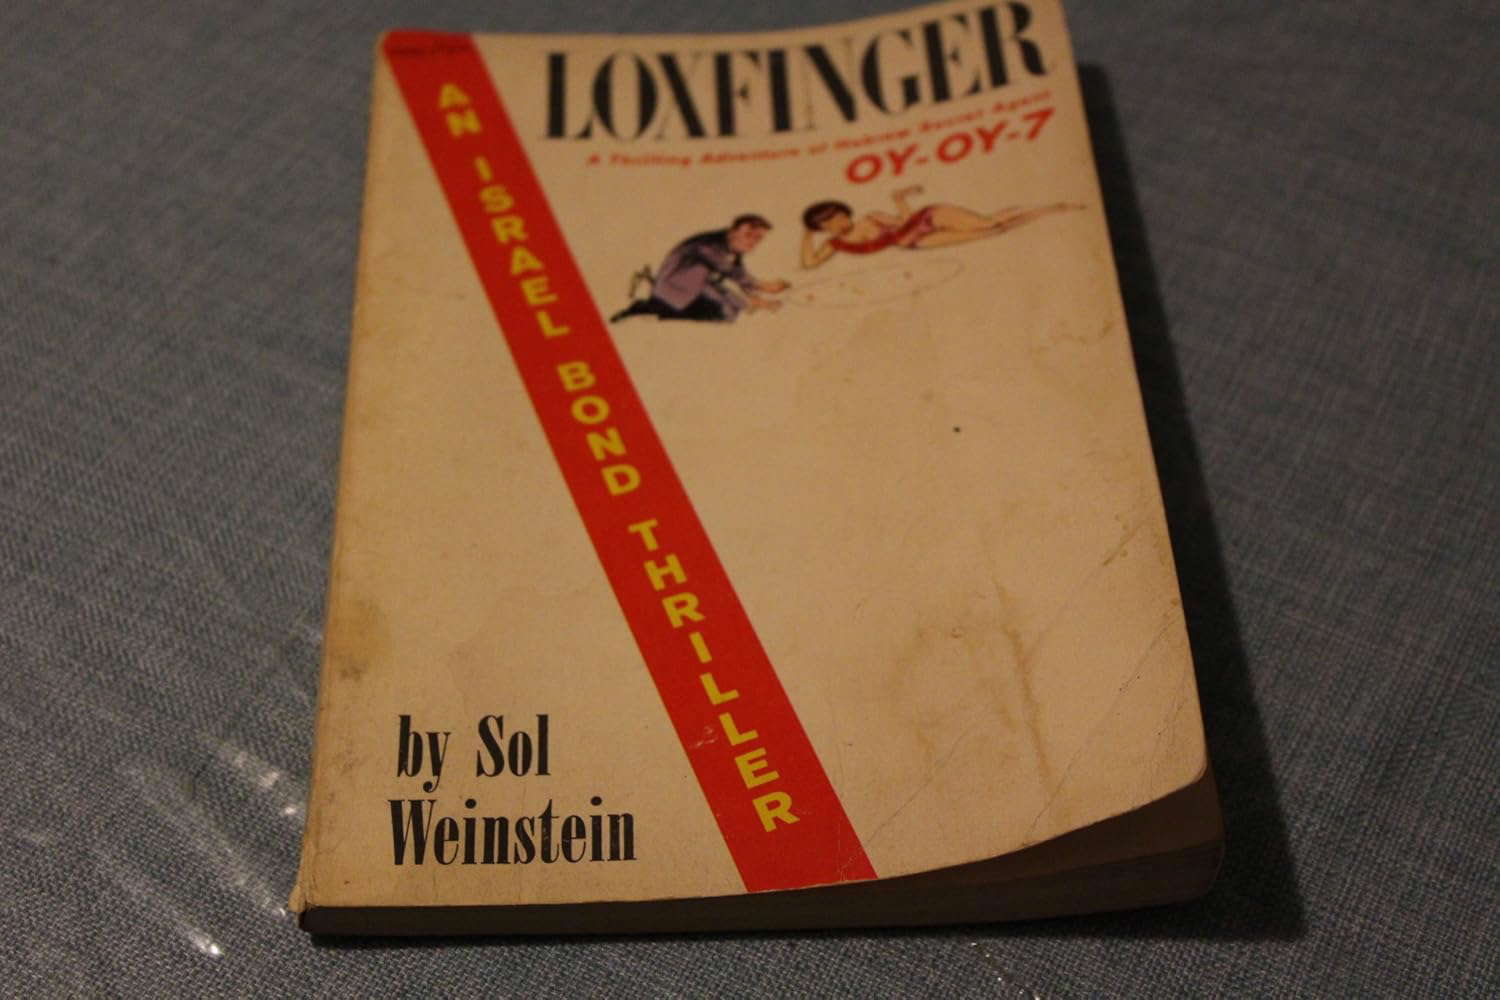 LOXFINGER
A Thrilling Adventure of Hebrew Secret Agent
OY-OY-7
AN ISRAEL BOND THRILLER
by Sol
Weinstein